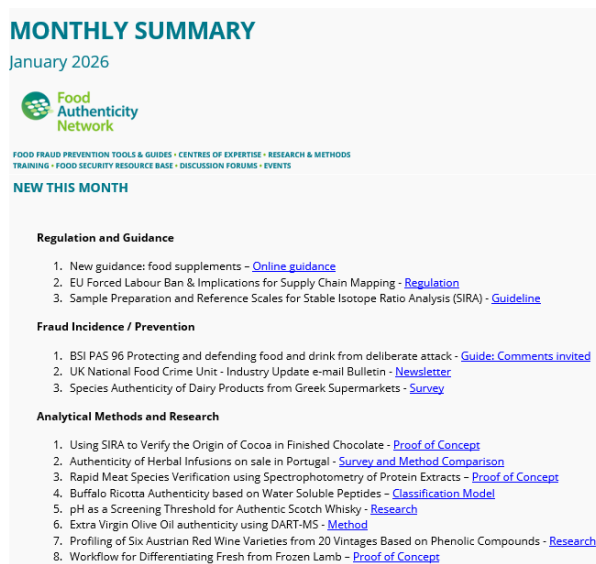 MONTHLY SUMMARY
January 2026
Food
Authenticity
Network
FOOD FRAUD PREVENTION TOOLS & GUIDES • CENTRES OF EXPERTISE • RESEARCH & METHODS
TRAINING • FOOD SECURITY RESOURCE BASE • DISCUSSION FORUMS • EVENTS
NEW THIS MONTH
Regulation and Guidance
1. New guidance: food supplements – Online guidance
2. EU Forced Labour Ban & Implications for Supply Chain Mapping - Regulation
3. Sample Preparation and Reference Scales for Stable Isotope Ratio Analysis (SIRA) - Guideline
Fraud Incidence / Prevention
1. BSI PAS 96 Protecting and defending food and drink from deliberate attack - Guide: Comments invited
2. UK National Food Crime Unit - Industry Update e-mail Bulletin - Newsletter
3. Species Authenticity of Dairy Products from Greek Supermarkets - Survey
Analytical Methods and Research
1. Using SIRA to Verify the Origin of Cocoa in Finished Chocolate - Proof of Concept
2. Authenticity of Herbal Infusions on sale in Portugal - Survey and Method Comparison
3. Rapid Meat Species Verification using Spectrophotometry of Protein Extracts – Proof of Concept
4. Buffalo Ricotta Authenticity based on Water Soluble Peptides – Classification Model
5. pH as a Screening Threshold for Authentic Scotch Whisky - Research
6. Extra Virgin Olive Oil authenticity using DART-MS - Method
7. Profiling of Six Austrian Red Wine Varieties from 20 Vintages Based on Phenolic Compounds - Research
8. Workflow for Differentiating Fresh from Frozen Lamb – Proof of Concept